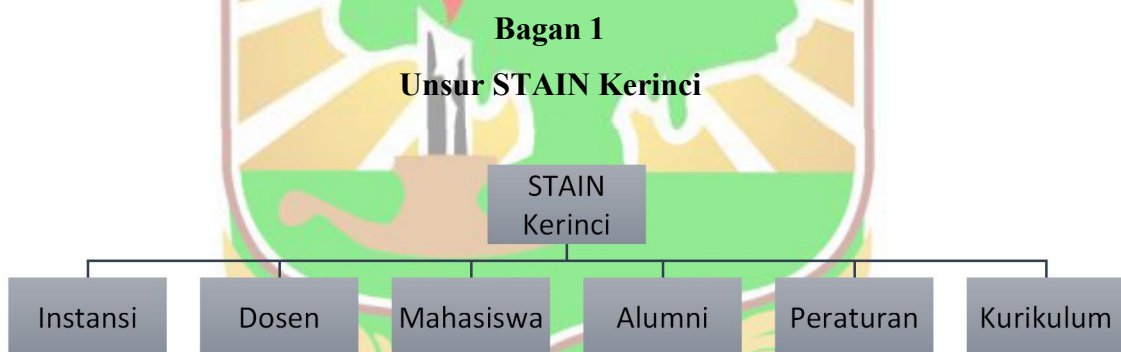 Bagan 1
Unsur STAIN Kerinci
STAIN
Kerinci
Instansi Dosen Mahasiswa Alumni Peraturan Kurikulum